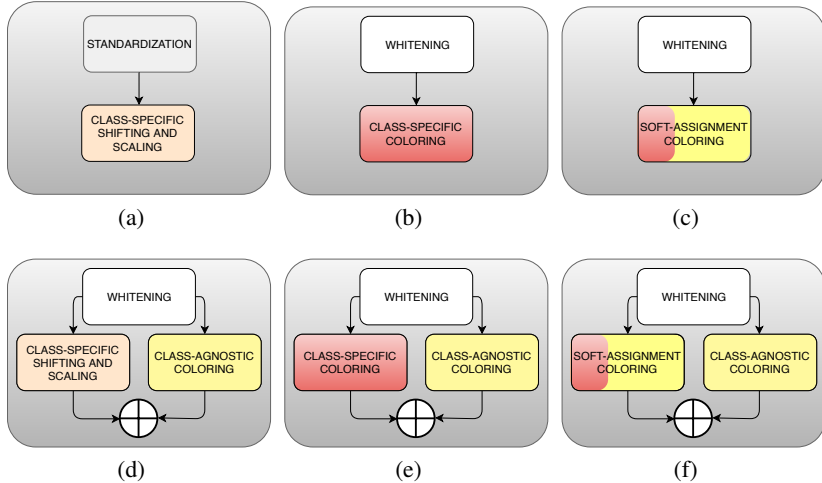 STANDARDIZATION
CLASS-SPECIFIC
SHIFTING AND
SCALING
(a)
WHITENING
CLASS-SPECIFIC
COLORING
(b)
WHITENING
SOFT-ASSIGNMENT
COLORING
(c)
WHITENING
CLASS-SPECIFIC
SHIFTING AND
SCALING
CLASS-AGNOSTIC
COLORING
(d)
WHITENING
CLASS-SPECIFIC
COLORING
CLASS-AGNOSTIC
COLORING
(e)
WHITENING
SOFT-ASSIGNMENT
COLORING
CLASS-AGNOSTIC
COLORING
(f)